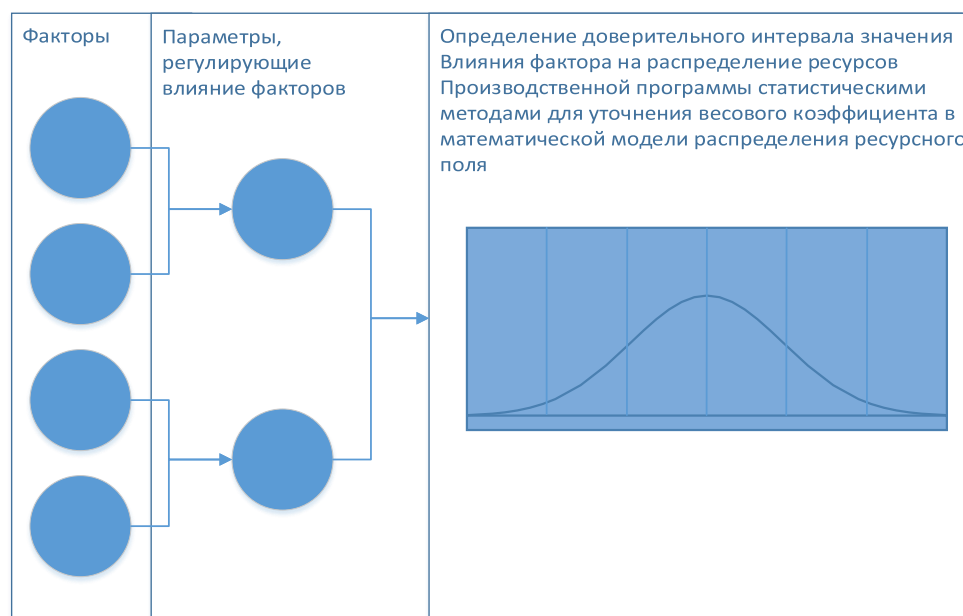 Факторы
Параметры,
регулирующие
влияние факторов
Определение доверительного интервала значения
Влияния фактора на распределение ресурсов
Производственной программы статистическими
методами для уточнения весового коэффициента в
математической модели распределения ресурсного
поля